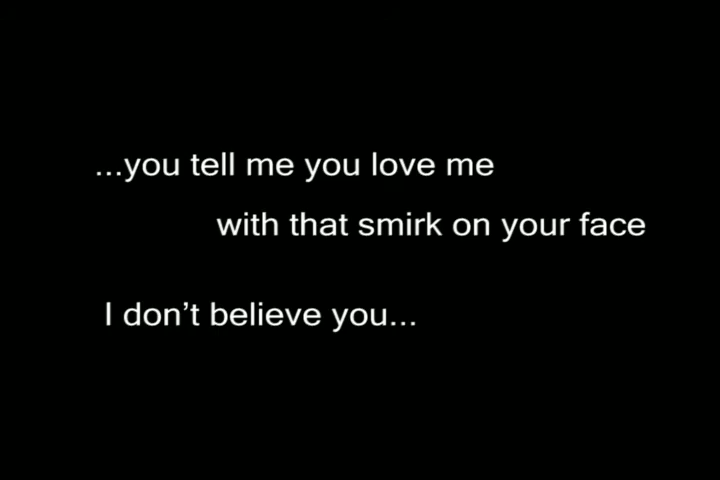 ...you tell me you love me
with that smirk on your face
I don’t believe you...